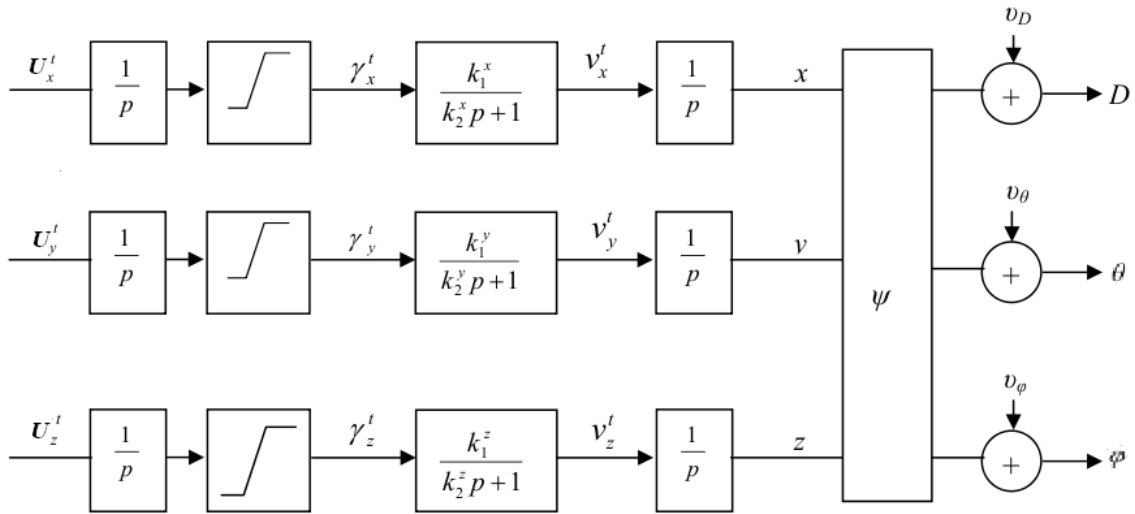 υ_D
U_x^t 1/p γ_x^t k_1^x/(k_2^x p+1) v_x^t 1/p x + D
υ_θ
U_y^t 1/p γ_y^t k_1^y/(k_2^y p+1) v_y^t 1/p v + θ
ψ
υ_φ
U_z^t 1/p γ_z^t k_1^z/(k_2^z p+1) v_z^t 1/p z + φ